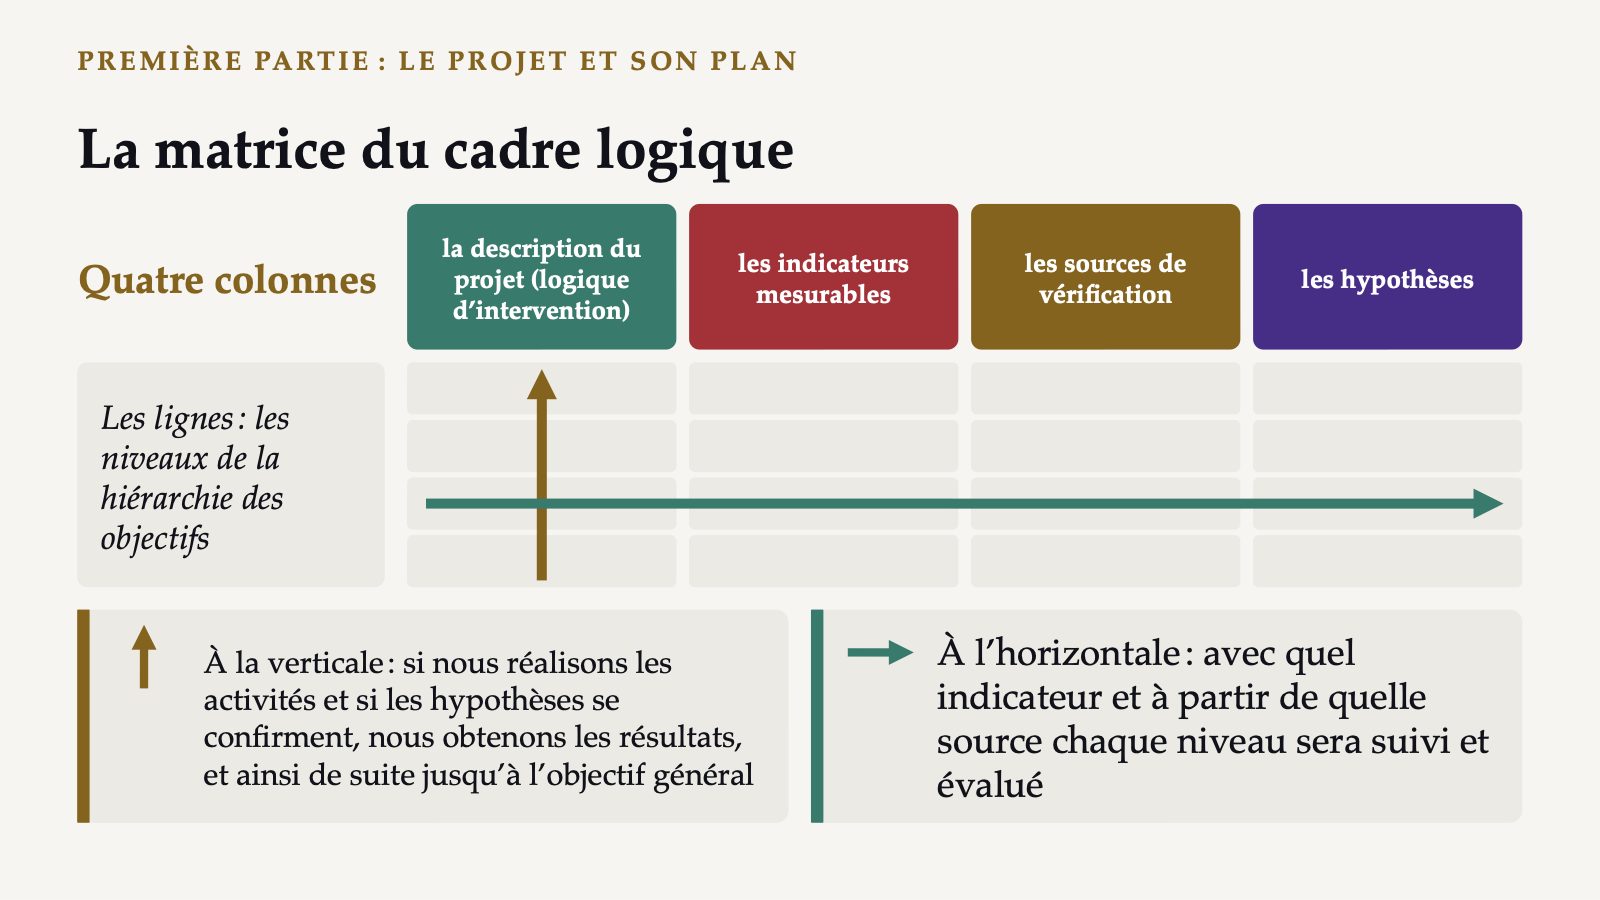 PREMIÈRE PARTIE : LE PROJET ET SON PLAN
La matrice du cadre logique
Quatre colonnes
la description du
projet (logique
d’intervention)
les indicateurs
mesurables
les sources de
vérification
les hypothèses
Les lignes : les
niveaux de la
hiérarchie des
objectifs
À la verticale : si nous réalisons les
activités et si les hypothèses se
confirment, nous obtenons les résultats,
et ainsi de suite jusqu’à l’objectif général
À l’horizontale : avec quel
indicateur et à partir de quelle
source chaque niveau sera suivi et
évalué